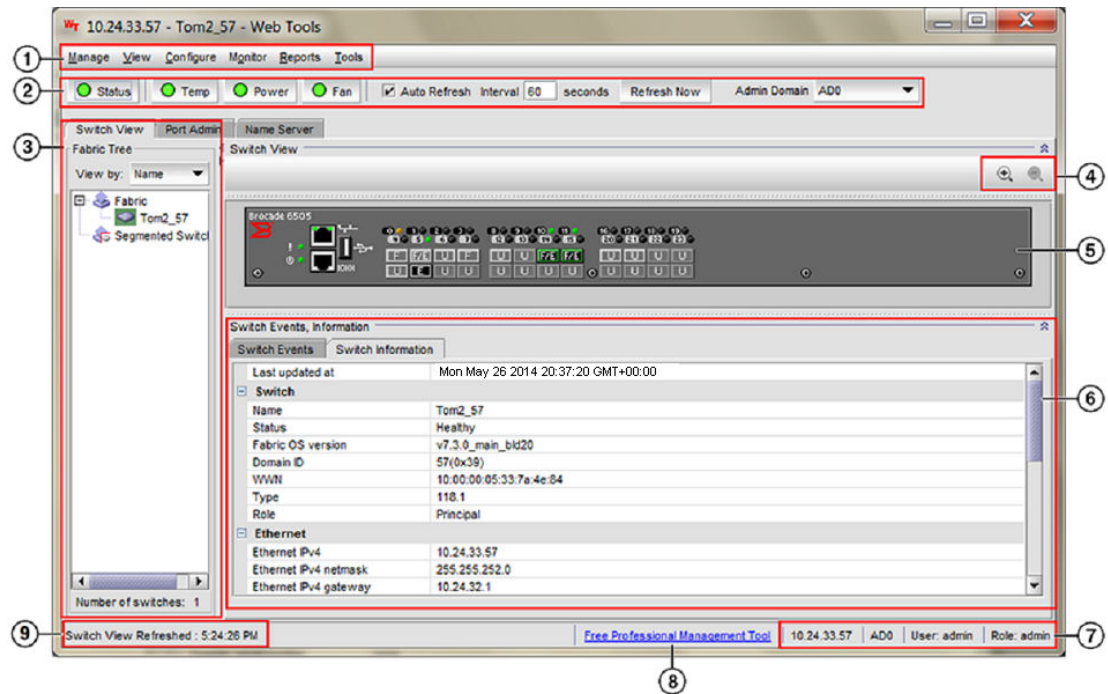 10.24.33.57 - Tom2_57 - Web Tools
1
Manage View Configure Monitor Reports Tools
2
Status Temp Power Fan Auto Refresh Interval 60 seconds Refresh Now Admin Domain AD0
Switch View Port Admin Name Server
3
Fabric Tree
Switch View
View by: Name
4
Fabric
Tom2_57
Segmented Switcl
Brocade 6505
5
Switch Events, Information
Switch Events Switch Information
Last updated at Mon May 26 2014 20:37:20 GMT+00:00
6
Switch
Name Tom2_57
Status Healthy
Fabric OS version v7.3.0_main_bld20
Domain ID 57(0x39)
WWN 10:00:00:05:33:7a:4e:84
Type 118.1
Role Principal
Ethernet
Ethernet IPv4 10.24.33.57
Ethernet IPv4 netmask 255.255.252.0
Ethernet IPv4 gateway 10.24.32.1
Number of switches: 1
9
Switch View Refreshed : 5:24:26 PM
Free Professional Management Tool
10.24.33.57 AD0 User: admin Role: admin
7
8